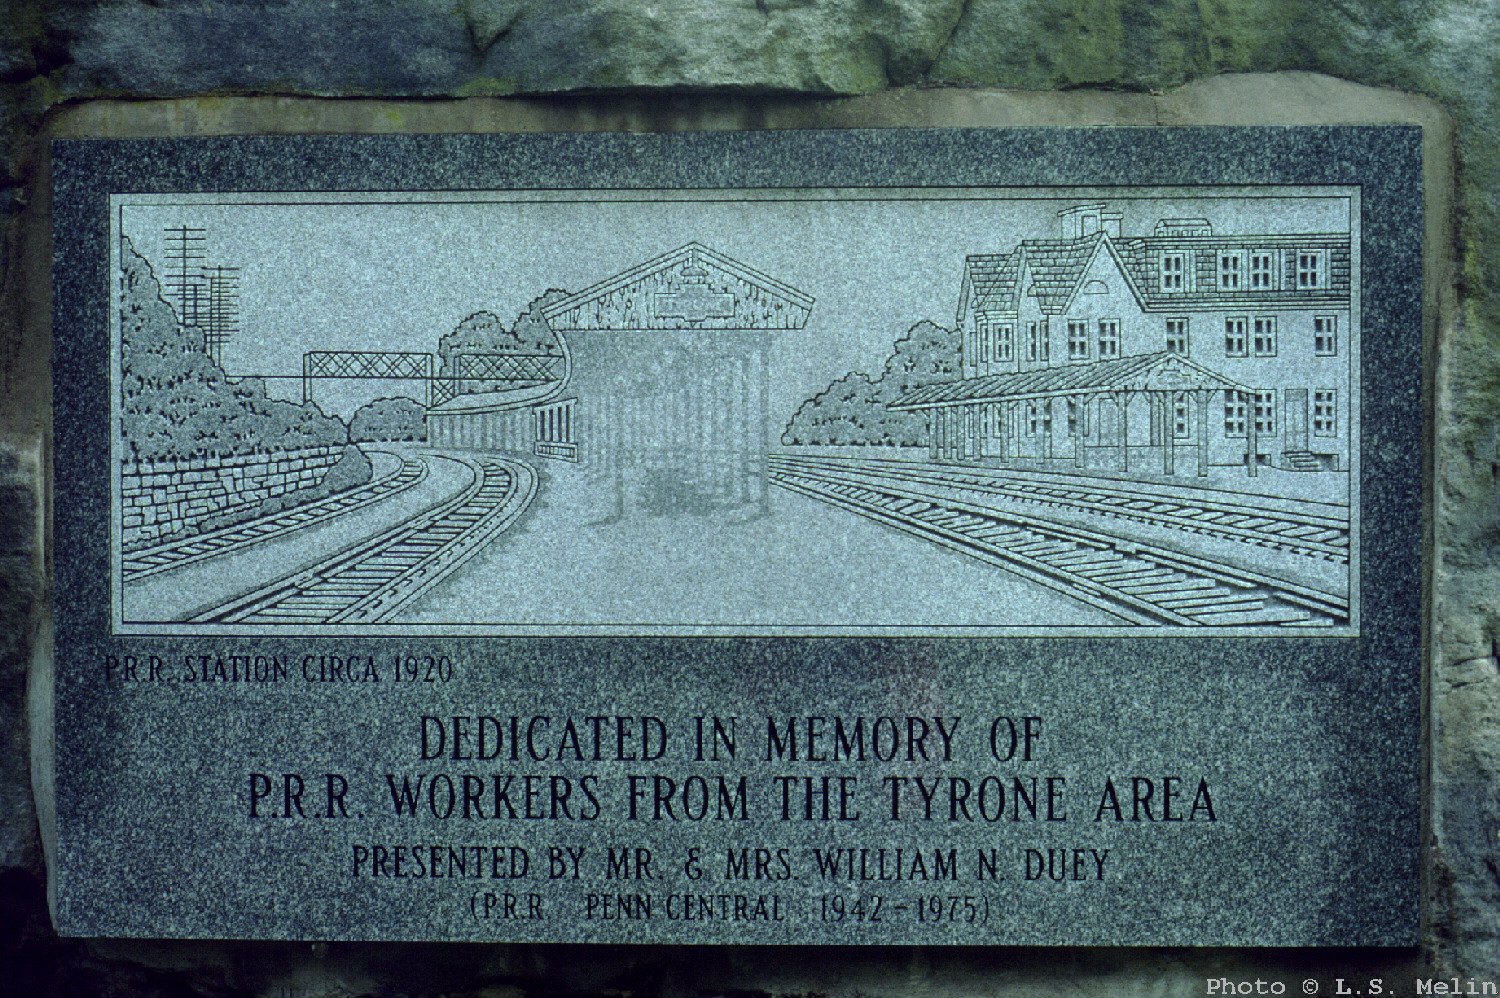 P.R.R. STATION CIRCA 1920
DEDICATED IN MEMORY OF
P.R.R. WORKERS FROM THE TYRONE AREA
PRESENTED BY MR. & MRS. WILLIAM N. DUEY
(P.R.R. PENN CENTRAL 1942-1975)
Photo © L.S. Melin